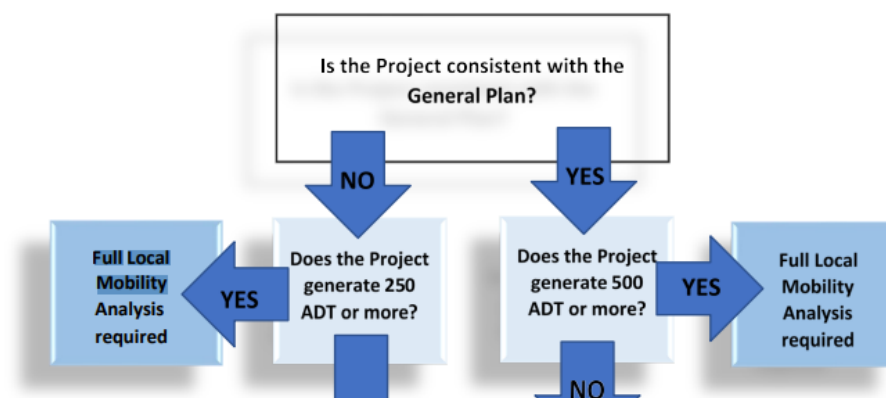 Is the Project consistent with the
General Plan?
NO
YES
Full Local
Mobility
Analysis
required
YES
Does the Project
generate 250
ADT or more?
Does the Project
generate 500
ADT or more?
YES
Full Local
Mobility
Analysis
required
NO